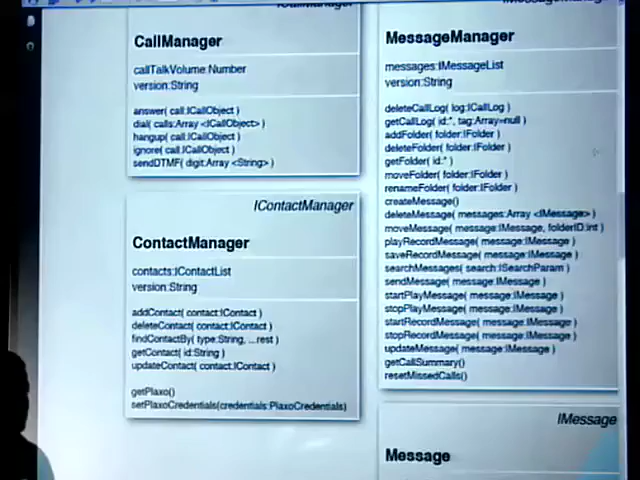 ICallManager
CallManager
callTalkVolume:Number
version:String
answer( call:ICallObject )
dial( calls:Array <ICallObject> )
hangup( call:ICallObject )
ignore( call:ICallObject )
sendDTMF( digit:Array <String> )
IContactManager
ContactManager
contacts:IContactList
version:String
addContact( contact:IContact )
deleteContact( contact:IContact )
findContactBy( type:String, ...rest )
getContact( id:String )
updateContact( contact:IContact )
getPlaxo()
setPlaxoCredentials(credentials:PlaxoCredentials)
MessageManager
messages:IMessageList
version:String
deleteCallLog( log:ICallLog )
getCallLog( id:*, tag:Array=null )
addFolder( folder:IFolder )
deleteFolder( folder:IFolder )
getFolder( id:* )
moveFolder( folder:IFolder )
renameFolder( folder:IFolder )
createMessage()
deleteMessage( messages:Array <IMessage> )
moveMessage( message:IMessage, folderID:int )
playRecordMessage( message:IMessage )
saveRecordMessage( message:IMessage )
searchMessages( search:ISearchParam )
sendMessage( message:IMessage )
startPlayMessage( message:IMessage )
stopPlayMessage( message:IMessage )
startRecordMessage( message:IMessage )
stopRecordMessage( message:IMessage )
updateMessage( message:IMessage )
getCallSummary()
resetMissedCalls()
IMessage
Message